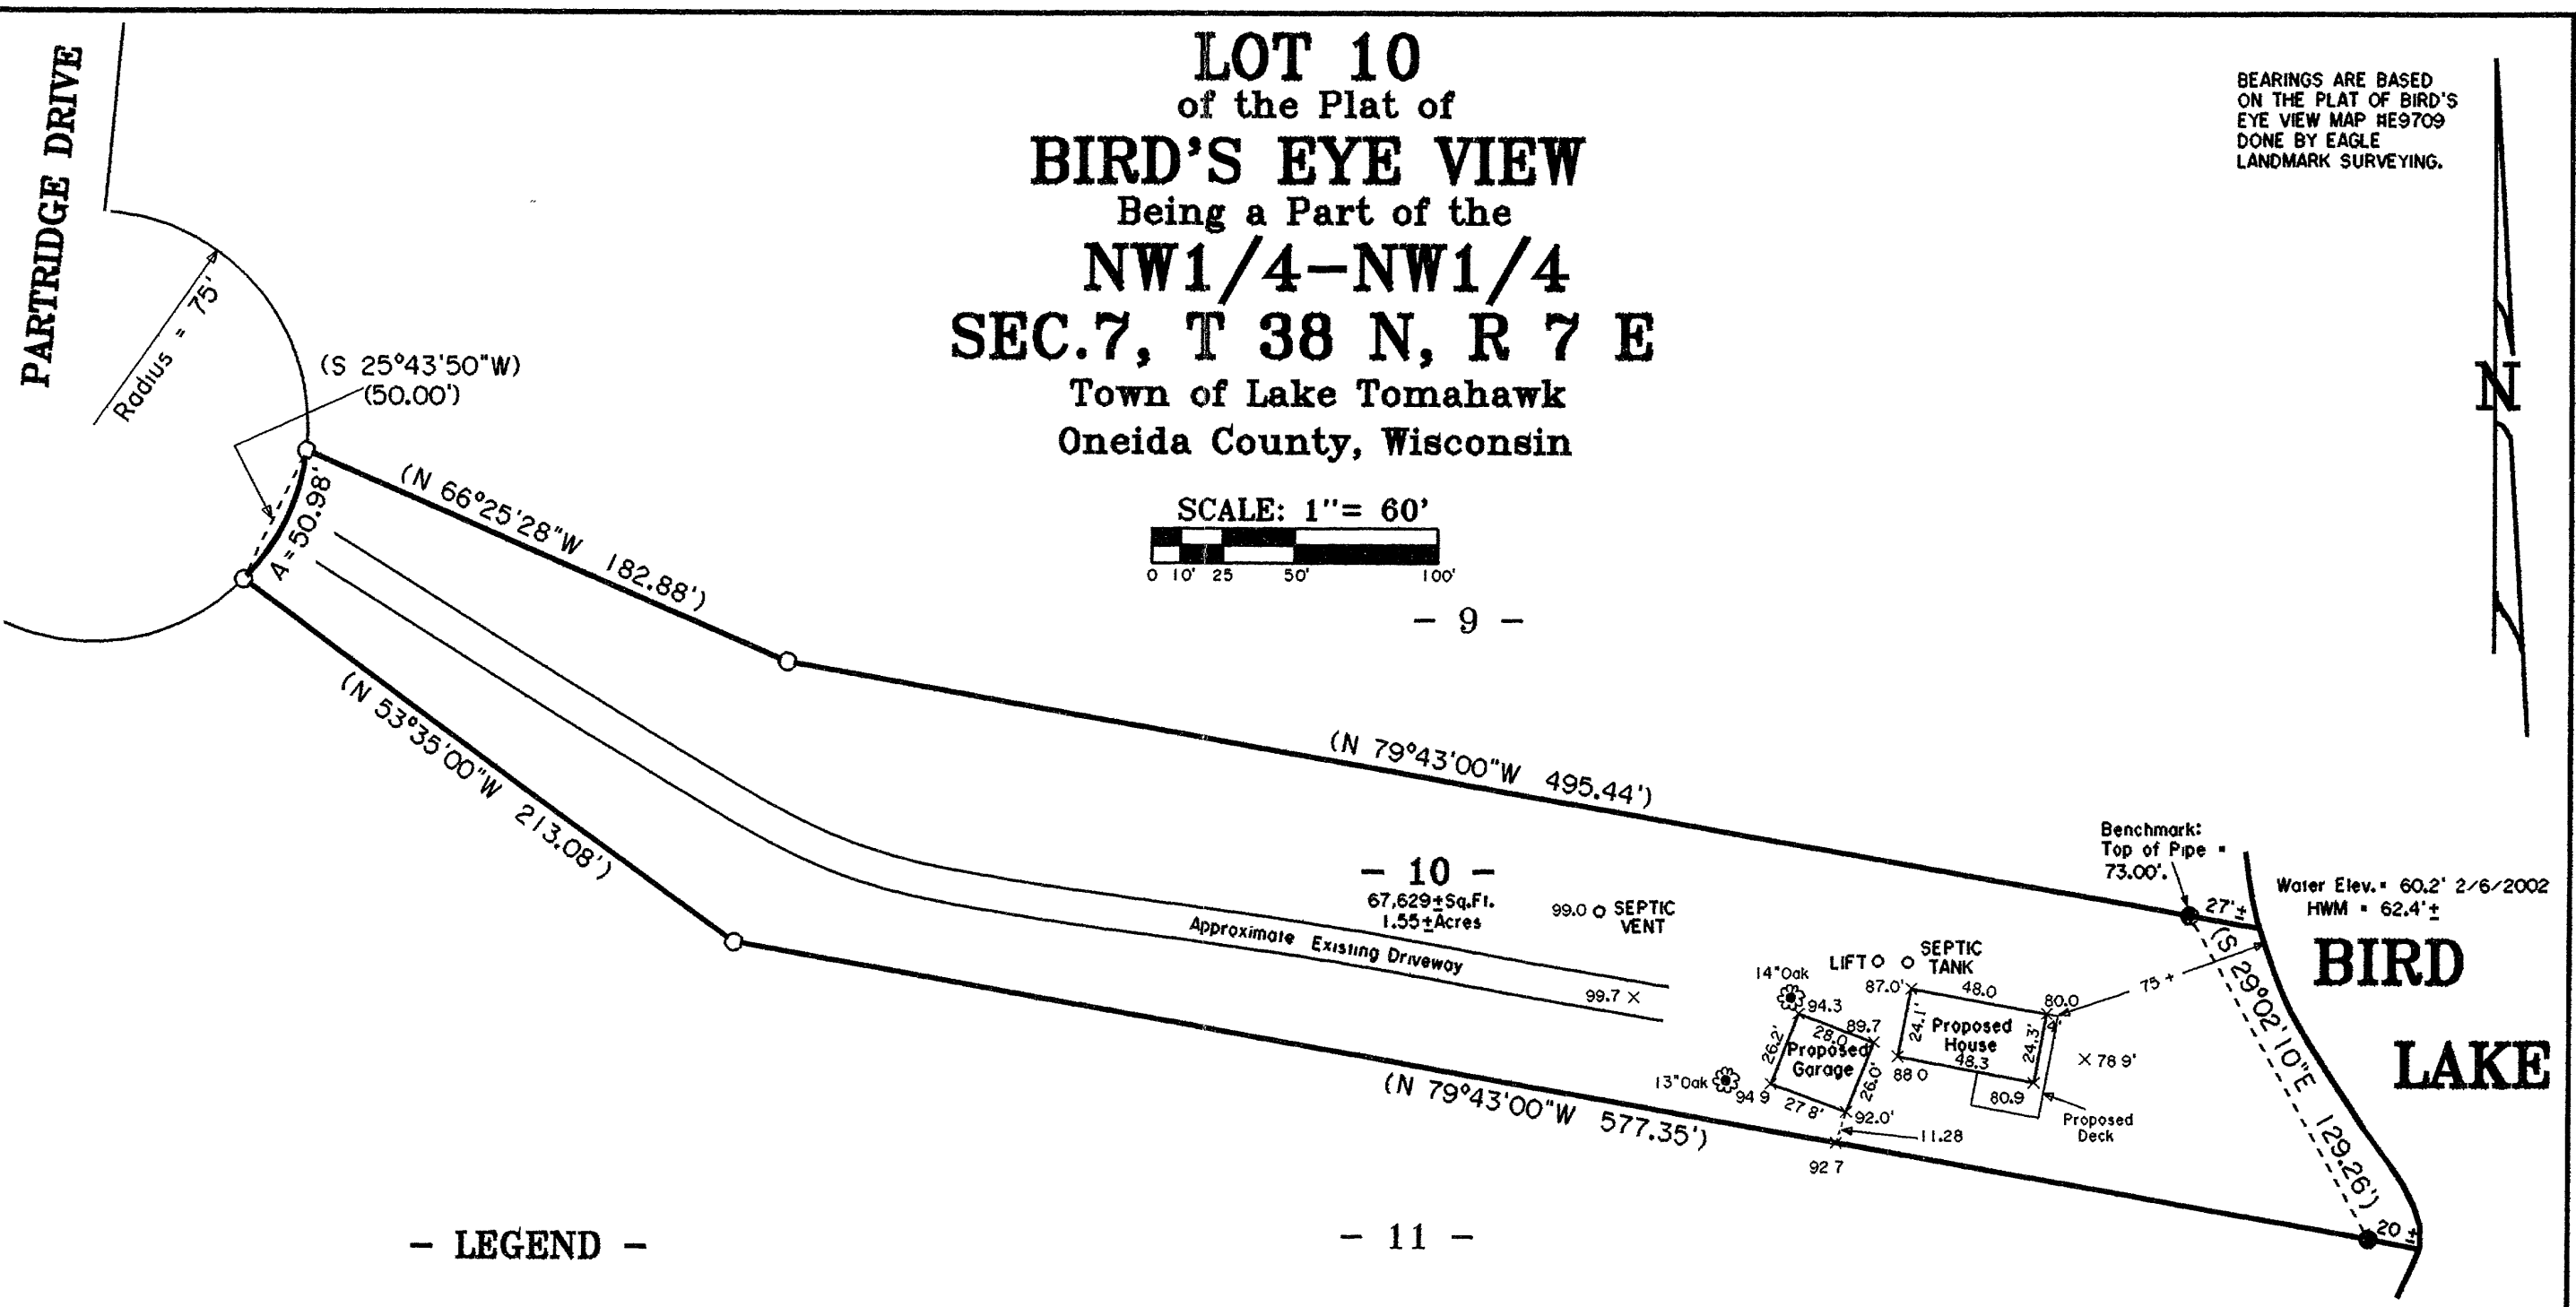 LOT 10
of the Plat of
BIRD'S EYE VIEW
Being a Part of the
NW1/4-NW1/4
SEC.7, T 38 N, R 7 E
Town of Lake Tomahawk
Oneida County, Wisconsin
SCALE: 1"= 60'
0 10' 25 50' 100'
BEARINGS ARE BASED
ON THE PLAT OF BIRD'S
EYE VIEW MAP #E9709
DONE BY EAGLE
LANDMARK SURVEYING.
N
PARTRIDGE DRIVE
Radius = 75'
(S 25°43'50"W)
(50.00')
A = 50.98'
(N 66°25'28"W 182.88')
(N 53°35'00"W 213.08')
- 9 -
(N 79°43'00"W 495.44')
- 10 -
67,629±Sq.Ft.
1.55±Acres
Approximate Existing Driveway
99.0 SEPTIC
VENT
99.7
Benchmark:
Top of Pipe =
73.00'.
27'±
Water Elev.= 60.2' 2/6/2002
HWM = 62.4'±
BIRD
LAKE
(S 29°02'10"E 129.26')
75 +
20 ±
LIFT
SEPTIC
TANK
14"Oak
94.3
13"Oak
94 9
28.0
89.7
26.2'
Proposed
Garage
26.0'
27 8'
92.0'
11.28
92 7
87.0'
48.0
80.0
24.1'
Proposed
House
24.3'
48.3
88 0
80.9
78 9'
Proposed
Deck
(N 79°43'00"W 577.35')
- LEGEND -
- 11 -